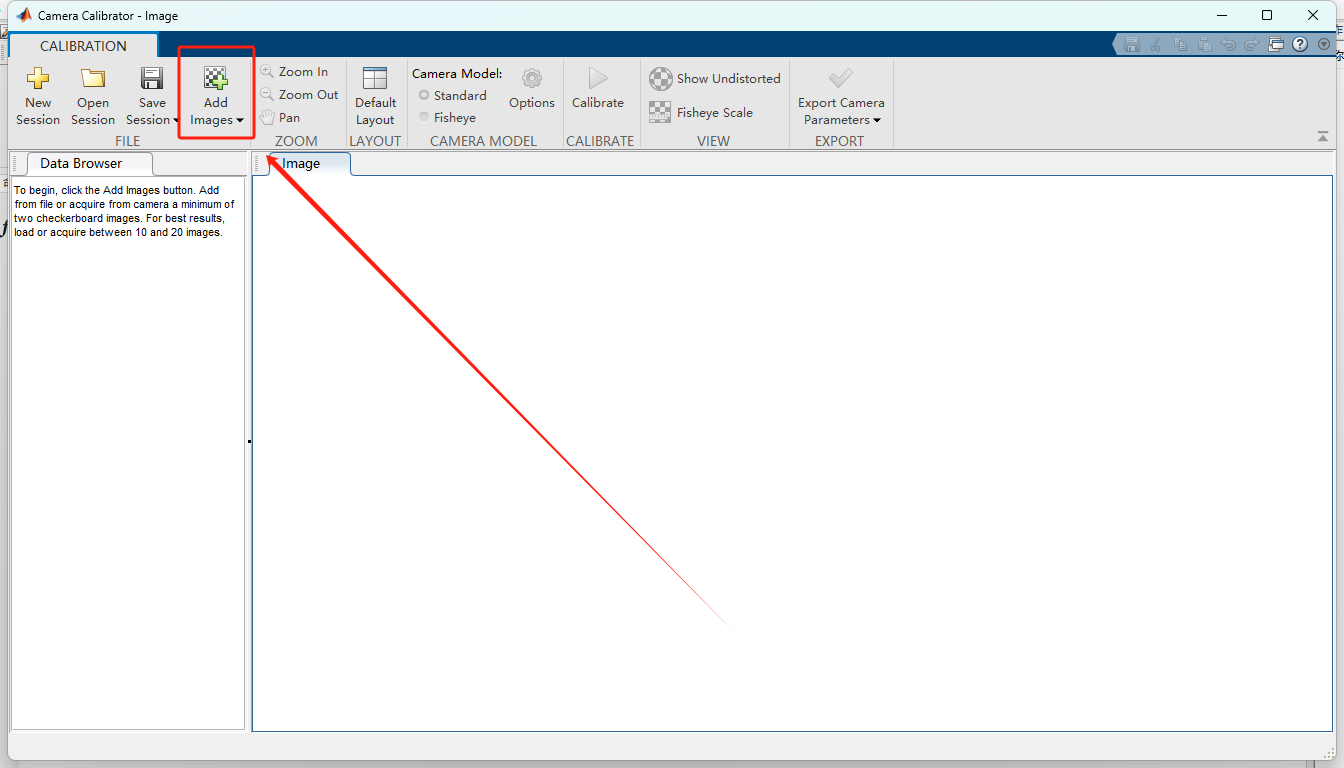 Camera Calibrator - Image
CALIBRATION
New
Session
Open
Session
Save
Session
Add
Images
FILE
Zoom In
Zoom Out
Pan
ZOOM
Default
Layout
LAYOUT
Camera Model:
Standard
Fisheye
Options
CAMERA MODEL
Calibrate
CALIBRATE
Show Undistorted
Fisheye Scale
VIEW
Export Camera
Parameters
EXPORT
Data Browser
Image
To begin, click the Add Images button. Add
from file or acquire from camera a minimum of
two checkerboard images. For best results,
load or acquire between 10 and 20 images.